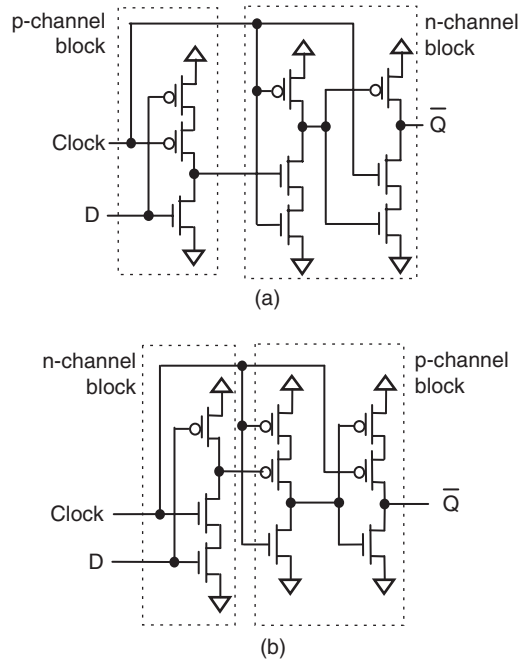 p-channel
block
n-channel
block
Clock
D
Q
(a)
n-channel
block
p-channel
block
Clock
D
Q
(b)